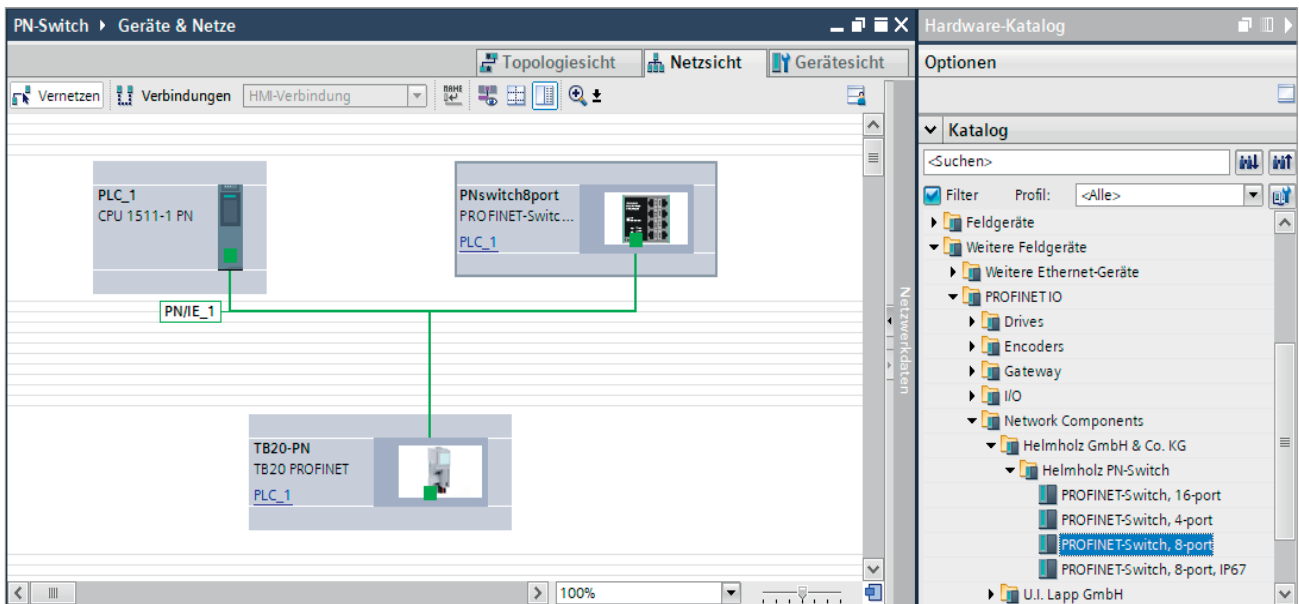 PN-Switch ▸ Geräte & Netze
Topologiesicht
Netzsicht
Gerätesicht
Vernetzen
Verbindungen
HMI-Verbindung
PLC_1
CPU 1511-1 PN
PNswitch8port
PROFINET-Switc...
PLC_1
PN/IE_1
TB20-PN
TB20 PROFINET
PLC_1
100%
Netzwerkdaten
Hardware-Katalog
Optionen
Katalog
<Suchen>
Filter Profil: <Alle>
Feldgeräte
Weitere Feldgeräte
Weitere Ethernet-Geräte
PROFINET IO
Drives
Encoders
Gateway
I/O
Network Components
Helmholz GmbH & Co. KG
Helmholz PN-Switch
PROFINET-Switch, 16-port
PROFINET-Switch, 4-port
PROFINET-Switch, 8-port
PROFINET-Switch, 8-port, IP67
U.I. Lapp GmbH